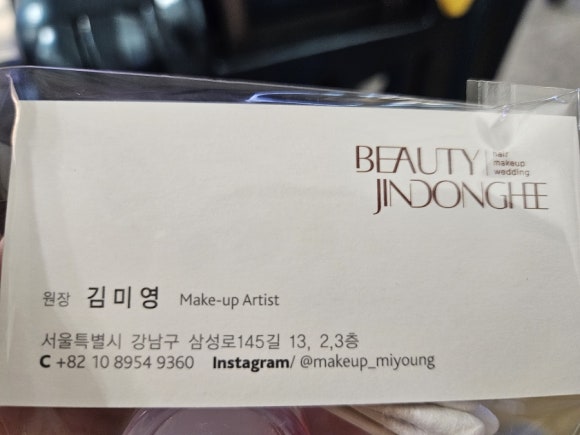 BEAUTY
hair
makeup
wedding
JINDONGHEE
원장 김미영 Make-up Artist
서울특별시 강남구 삼성로145길 13, 2,3층
C +82 10 8954 9360 Instagram/ @makeup_miyoung